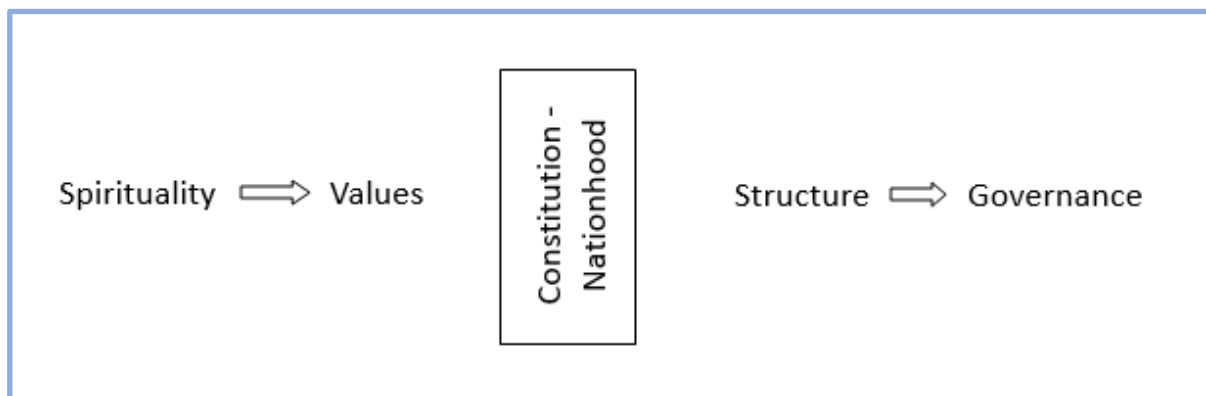 Spirituality
Values
Constitution -
Nationhood
Structure
Governance